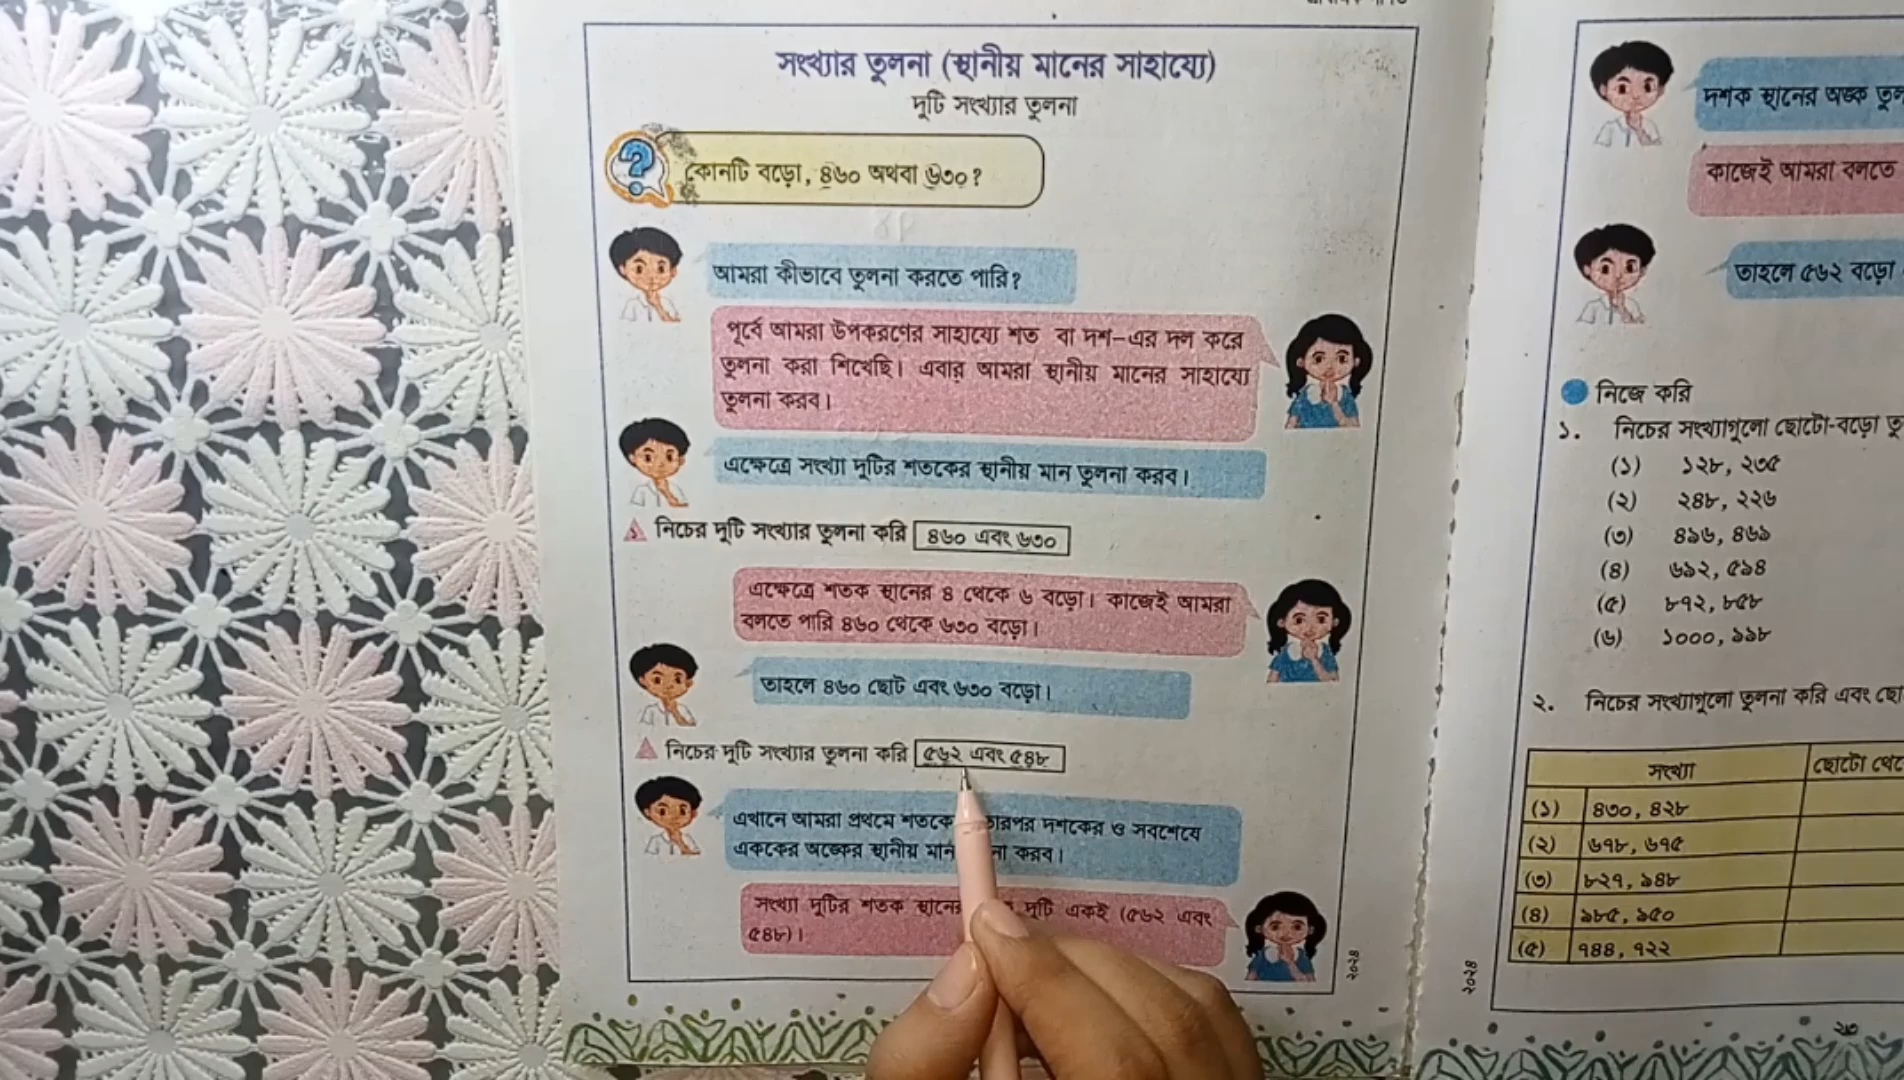 সংখ্যার তুলনা (স্থানীয় মানের সাহায্যে)
দুটি সংখ্যার তুলনা
কোনটি বড়ো, ৪৬০ অথবা ৬৩০?
আমরা কীভাবে তুলনা করতে পারি?
পূর্বে আমরা উপকরণের সাহায্যে শত বা দশ-এর দল করে
তুলনা করা শিখেছি। এবার আমরা স্থানীয় মানের সাহায্যে
তুলনা করব।
এক্ষেত্রে সংখ্যা দুটির শতকের স্থানীয় মান তুলনা করব।
১ নিচের দুটি সংখ্যার তুলনা করি ৪৬০ এবং ৬৩০
এক্ষেত্রে শতক স্থানের ৪ থেকে ৬ বড়ো। কাজেই আমরা
বলতে পারি ৪৬০ থেকে ৬৩০ বড়ো।
তাহলে ৪৬০ ছোট এবং ৬৩০ বড়ো।
নিচের দুটি সংখ্যার তুলনা করি ৫৬২ এবং ৫৪৮
এখানে আমরা প্রথমে শতকে দশকের ও সবশেষে
এককের অঙ্কের স্থানীয় মান করব।
সংখ্যা দুটির শতক দুটি একই (৫৬২ এবং
৫৪৮)।
২০২৪
দশক স্থানের অঙ্ক
কাজেই আমরা বলতে
তাহলে ৫৬২ বড়ো
নিজে করি
১. নিচের সংখ্যাগুলো ছোটো-বড়ো
(১) ১২৮, ২৩৫
(২) ২৪৮, ২২৬
(৩) ৪৯৬, ৪৬৯
(৪) ৬৯২, ৫৯৪
(৫) ৮৭২, ৮৫৮
(৬) ১০০০, ৯৯৮
২. নিচের সংখ্যাগুলো তুলনা করি এবং
সংখ্যা ছোটো
(১) ৪৩০, ৪২৮
(২) ৬৭৮, ৬৭৫
(৩) ৮২৭, ৯৪৮
(৪) ৯৮৫, ৯৫০
(৫) ৭৪৪, ৭২২
২০২৪
২৩